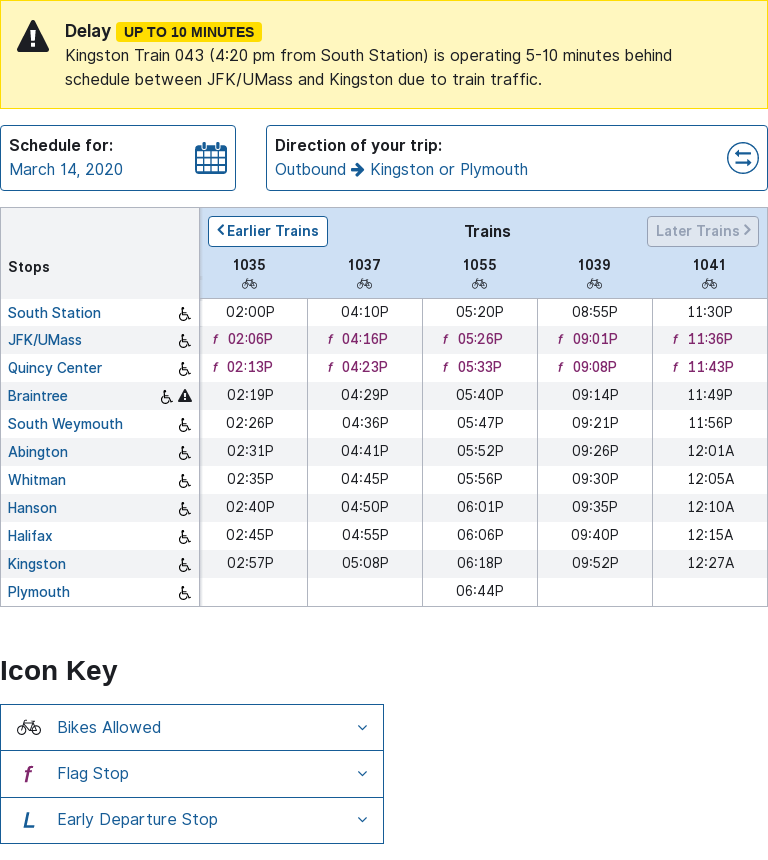 Delay UP TO 10 MINUTES
Kingston Train 043 (4:20 pm from South Station) is operating 5-10 minutes behind
schedule between JFK/UMass and Kingston due to train traffic.
Schedule for:
March 14, 2020
Direction of your trip:
Outbound Kingston or Plymouth
Earlier Trains Trains Later Trains
Stops 1035 1037 1055 1039 1041
South Station 02:00P 04:10P 05:20P 08:55P 11:30P
JFK/UMass f 02:06P f 04:16P f 05:26P f 09:01P f 11:36P
Quincy Center f 02:13P f 04:23P f 05:33P f 09:08P f 11:43P
Braintree 02:19P 04:29P 05:40P 09:14P 11:49P
South Weymouth 02:26P 04:36P 05:47P 09:21P 11:56P
Abington 02:31P 04:41P 05:52P 09:26P 12:01A
Whitman 02:35P 04:45P 05:56P 09:30P 12:05A
Hanson 02:40P 04:50P 06:01P 09:35P 12:10A
Halifax 02:45P 04:55P 06:06P 09:40P 12:15A
Kingston 02:57P 05:08P 06:18P 09:52P 12:27A
Plymouth 06:44P
Icon Key
Bikes Allowed
f Flag Stop
L Early Departure Stop